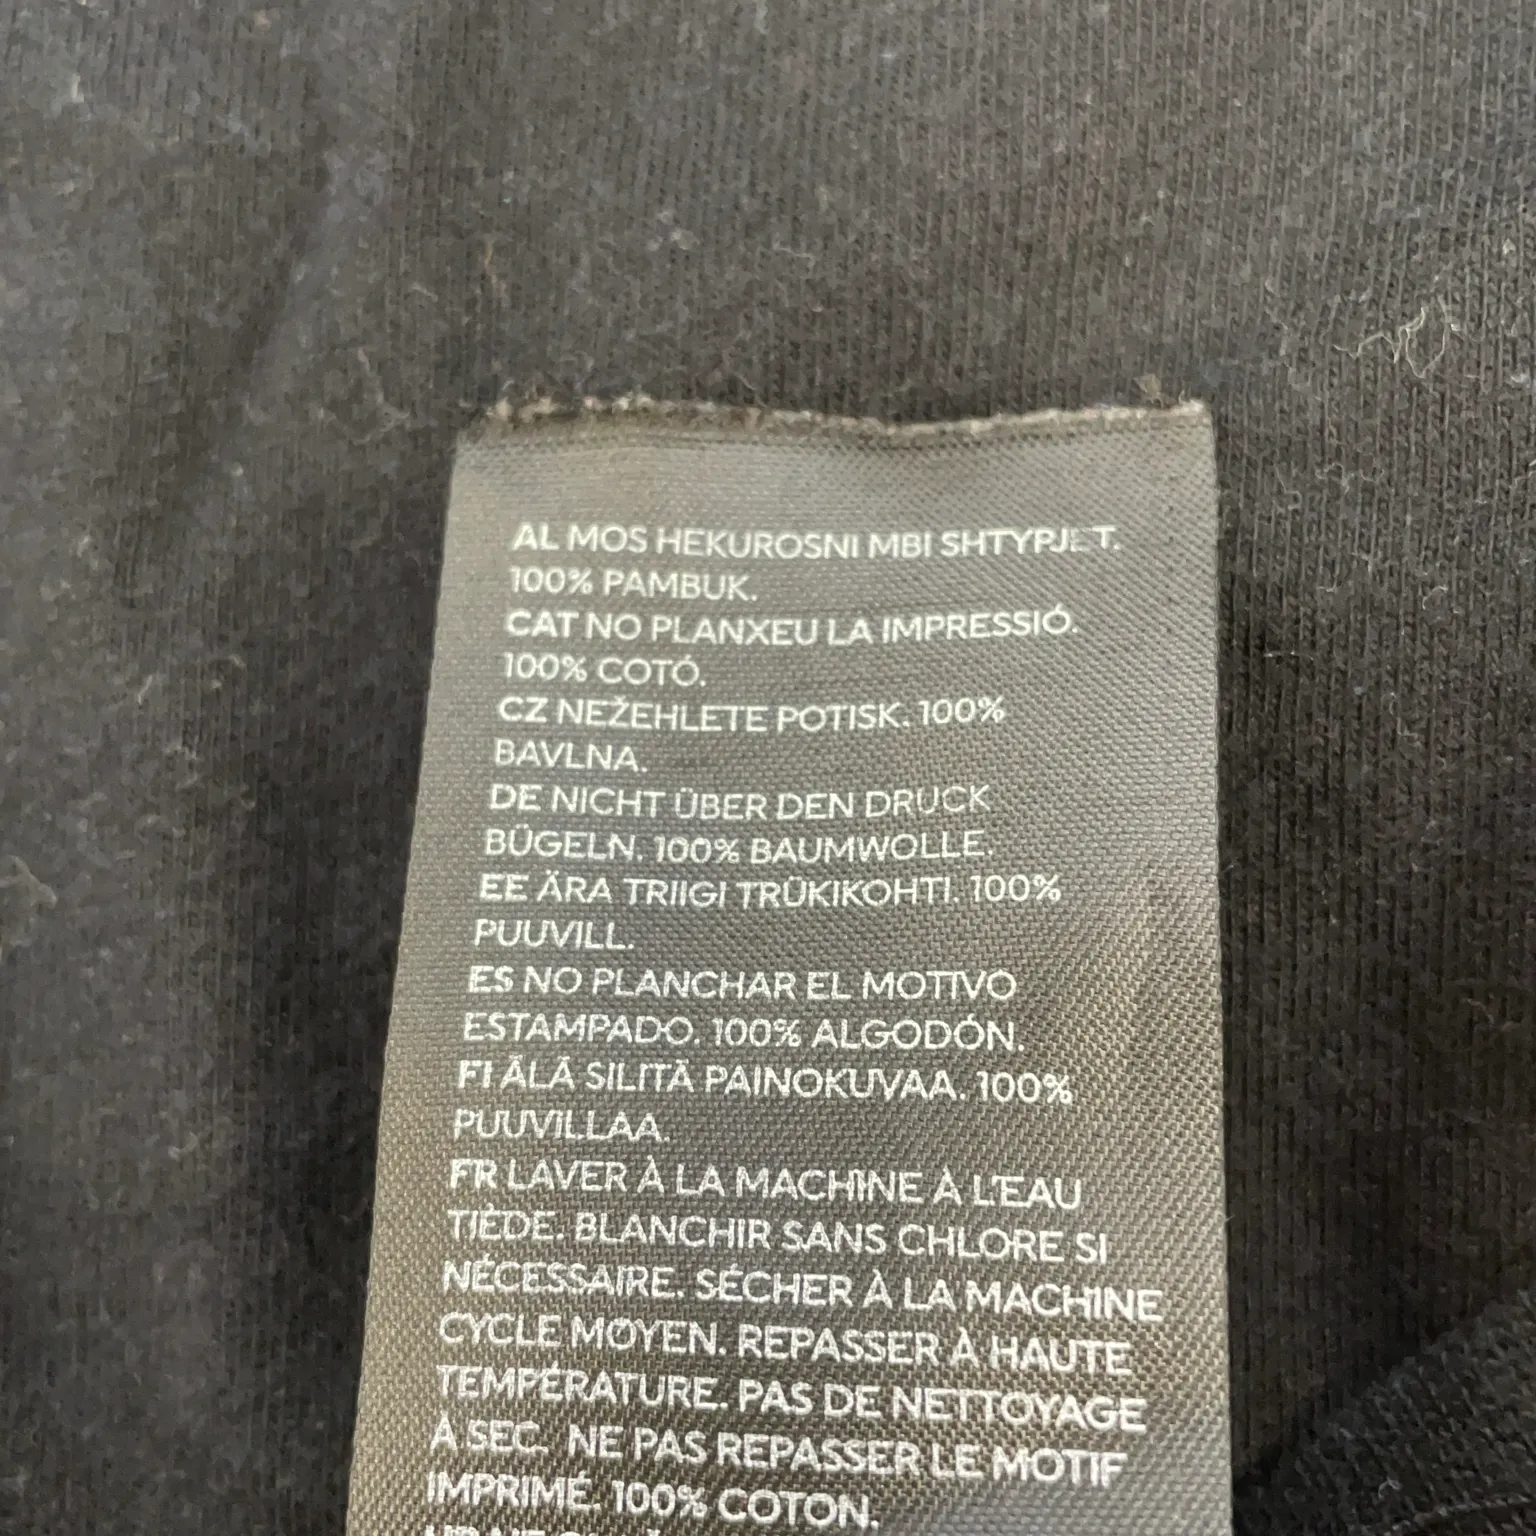 AL MOS HEKUROSNI MBI SHTYPJET.
100% PAMBUK.
CAT NO PLANXEU LA IMPRESSIÓ.
100% COTÓ.
CZ NEŽEHLETE POTISK. 100%
BAVLNA.
DE NICHT ÜBER DEN DRUCK
BÜGELN. 100% BAUMWOLLE.
EE ÄRA TRIIGI TRÜKIKOHTI. 100%
PUUVILL.
ES NO PLANCHAR EL MOTIVO
ESTAMPADO. 100% ALGODÓN.
FI ÄLÄ SILITÄ PAINOKUVAA. 100%
PUUVILLAA.
FR LAVER À LA MACHINE À L'EAU
TIÈDE. BLANCHIR SANS CHLORE SI
NÉCESSAIRE. SÉCHER À LA MACHINE
CYCLE MOYEN. REPASSER À HAUTE
TEMPÉRATURE. PAS DE NETTOYAGE
À SEC. NE PAS REPASSER LE MOTIF
IMPRIMÉ. 100% COTON.